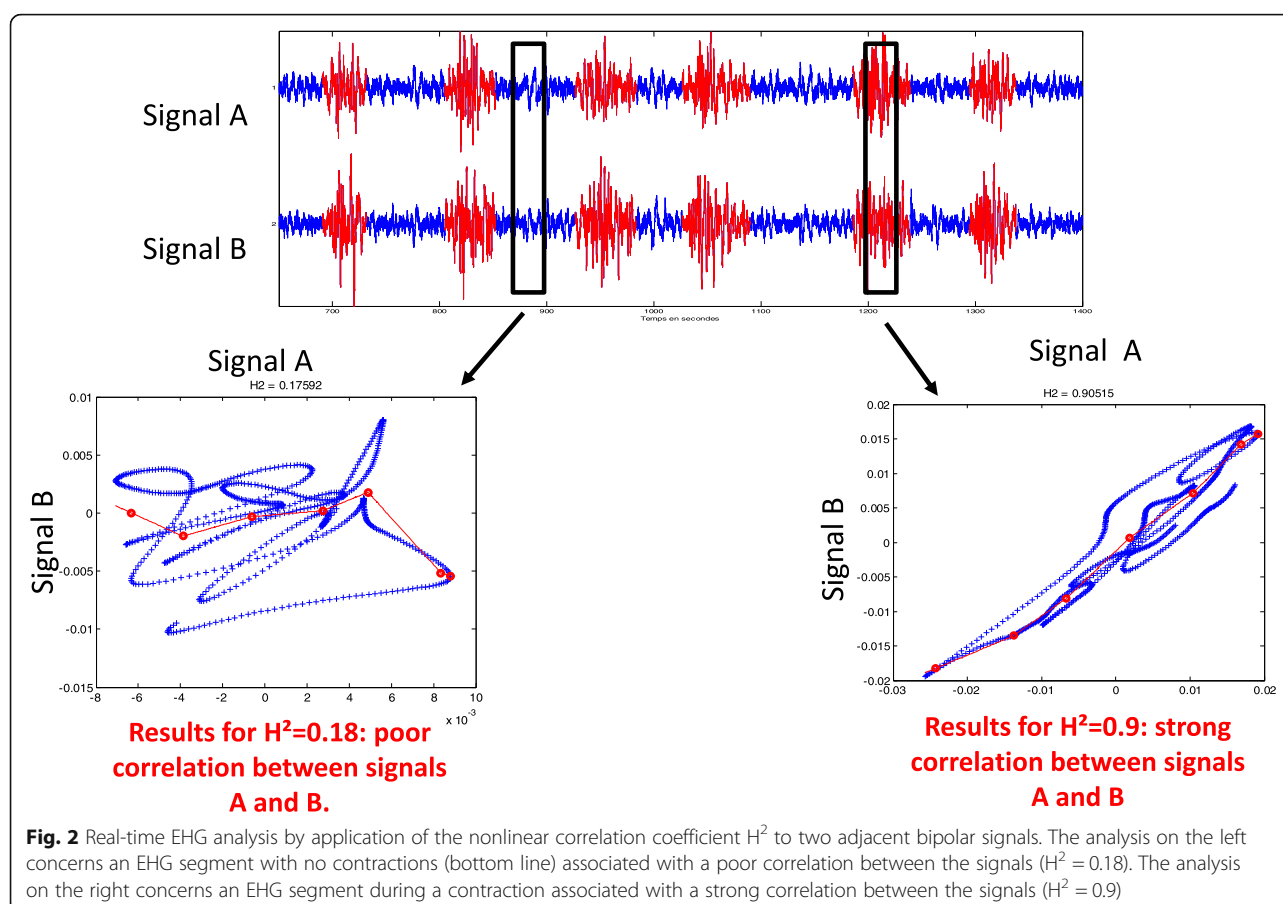 Signal A
1
Signal B
2
700 800 900 1000 1100 1200 1300 1400
Temps en secondes
Signal A
H2 = 0.17592
Signal B
0.01
0.005
0
-0.005
-0.01
-0.015
-8 -6 -4 -2 0 2 4 6 8 10
x 10⁻³
Results for H²=0.18: poor
correlation between signals
A and B.
Signal A
H2 = 0.90515
Signal B
0.02
0.015
0.01
0.005
0
-0.005
-0.01
-0.015
-0.02
-0.03 -0.02 -0.01 0 0.01 0.02
Results for H²=0.9: strong
correlation between signals
A and B
Fig. 2 Real-time EHG analysis by application of the nonlinear correlation coefficient H² to two adjacent bipolar signals. The analysis on the left
concerns an EHG segment with no contractions (bottom line) associated with a poor correlation between the signals (H² = 0.18). The analysis
on the right concerns an EHG segment during a contraction associated with a strong correlation between the signals (H² = 0.9)